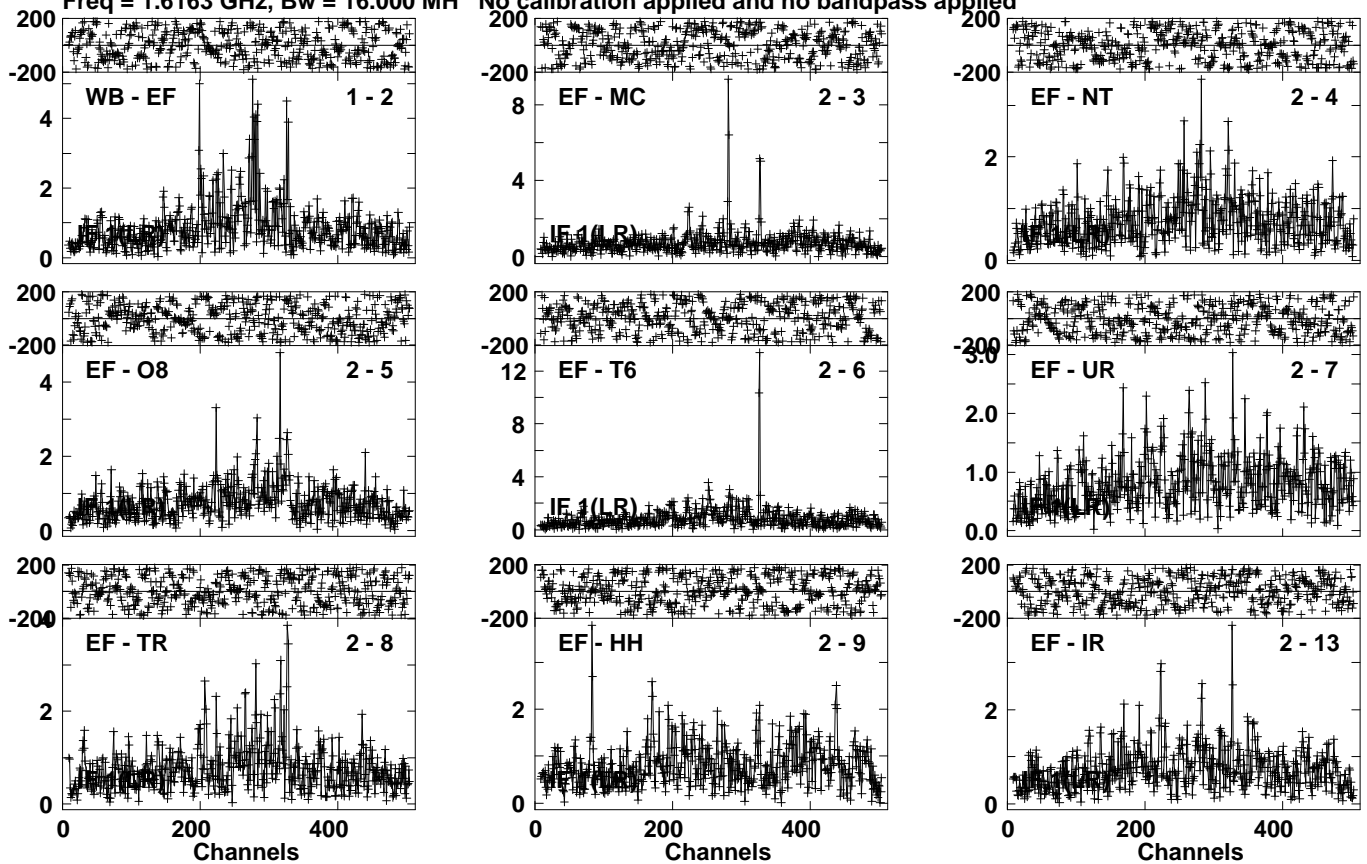 Freq = 1.6163 GHz, Bw = 16.000 MH No calibration applied and no bandpass applied
200
-200
WB - EF 1 - 2
4
2
0
IF 1(LR)
EF - MC 2 - 3
8
4
0
IF 1(LR)
200
-200
EF - NT 2 - 4
2
0
200
-200
EF - O8 2 - 5
4
2
0
EF - T6 2 - 6
12
8
4
0
IF 1(LR)
200
-200
EF - UR 2 - 7
3.0
2.0
1.0
0.0
200
-200
EF - TR 2 - 8
4
2
0
200
-200
EF - HH 2 - 9
2
0
200
-200
EF - IR 2 - 13
2
0
0 200 400
0 200 400
0 200 400
Channels Channels Channels